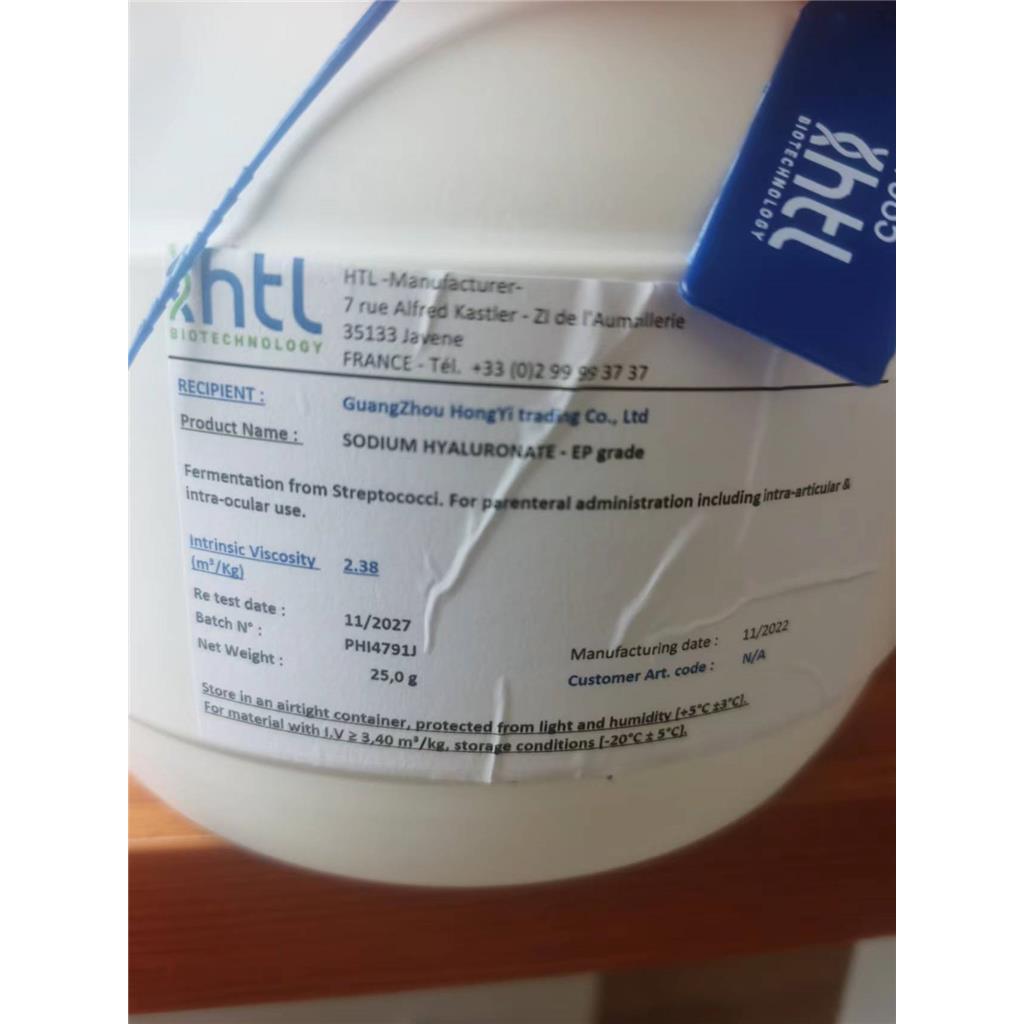 htl
BIOTECHNOLOGY
htl
BIOTECHNOLOGY
HTL -Manufacturer-
7 rue Alfred Kastler - ZI de l'Aumaillerie
35133 Javene
FRANCE - Tél. +33 (0)2 99 99 37 37
RECIPIENT : GuangZhou HongYi trading Co., Ltd
Product Name : SODIUM HYALURONATE - EP grade
Fermentation from Streptococci. For parenteral administration including intra-articular &
intra-ocular use.
Intrinsic Viscosity 2.38
(m³/Kg)
Re test date : 11/2027
Batch N° : PHI4791J
Manufacturing date : 11/2022
Net Weight : 25,0 g
Customer Art. code : N/A
Store in an airtight container, protected from light and humidity [+5°C ±3°C].
For material with I.V ≥ 3,40 m³/kg, storage conditions [-20°C ± 5°C].